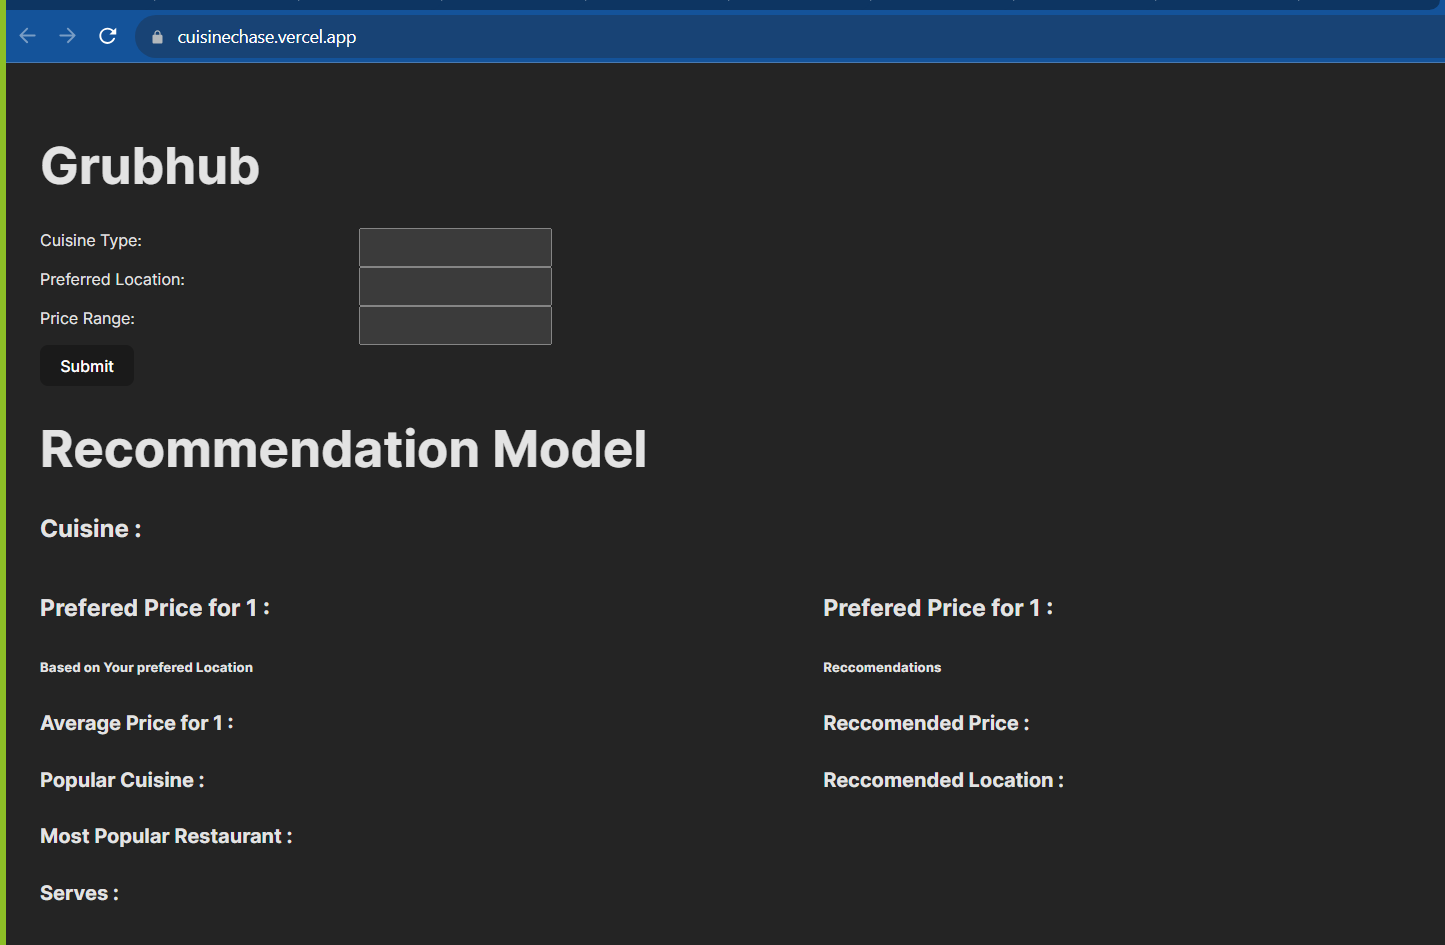 cuisinechase.vercel.app
Grubhub
Cuisine Type:
Preferred Location:
Price Range:
Submit
Recommendation Model
Cuisine :
Prefered Price for 1 :
Based on Your prefered Location
Average Price for 1 :
Popular Cuisine :
Most Popular Restaurant :
Serves :
Prefered Price for 1 :
Reccomendations
Reccomended Price :
Reccomended Location :